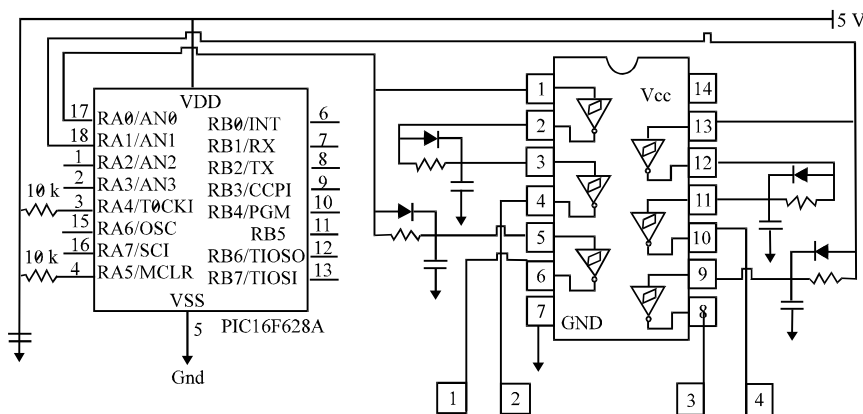 5 V
VDD
17 RA0/AN0
18 RA1/AN1
1 RA2/AN2
2 RA3/AN3
10 k
3 RA4/T0CKI
15 RA6/OSC
16 RA7/SCI
10 k
4 RA5/MCLR
VSS
RB0/INT 6
RB1/RX 7
RB2/TX 8
RB3/CCPI 9
RB4/PGM 10
RB5 11
RB6/TIOSO 12
RB7/TIOSI 13
5
PIC16F628A
Gnd
1
2
3
4
5
6
7
GND
Vcc
14
13
12
11
10
9
8
1
2
3
4